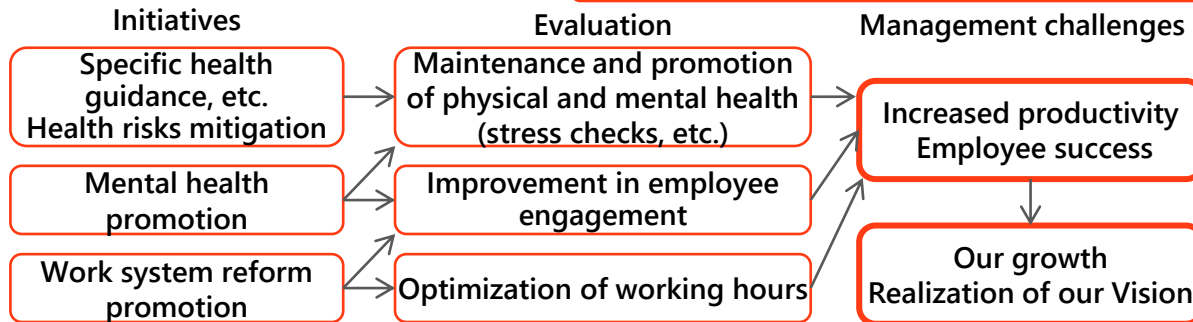 Initiatives
Evaluation
Management challenges
Specific health
guidance, etc.
Health risks mitigation
Maintenance and promotion
of physical and mental health
(stress checks, etc.)
Increased productivity
Employee success
Mental health
promotion
Improvement in employee
engagement
Work system reform
promotion
Optimization of working hours
Our growth
Realization of our Vision